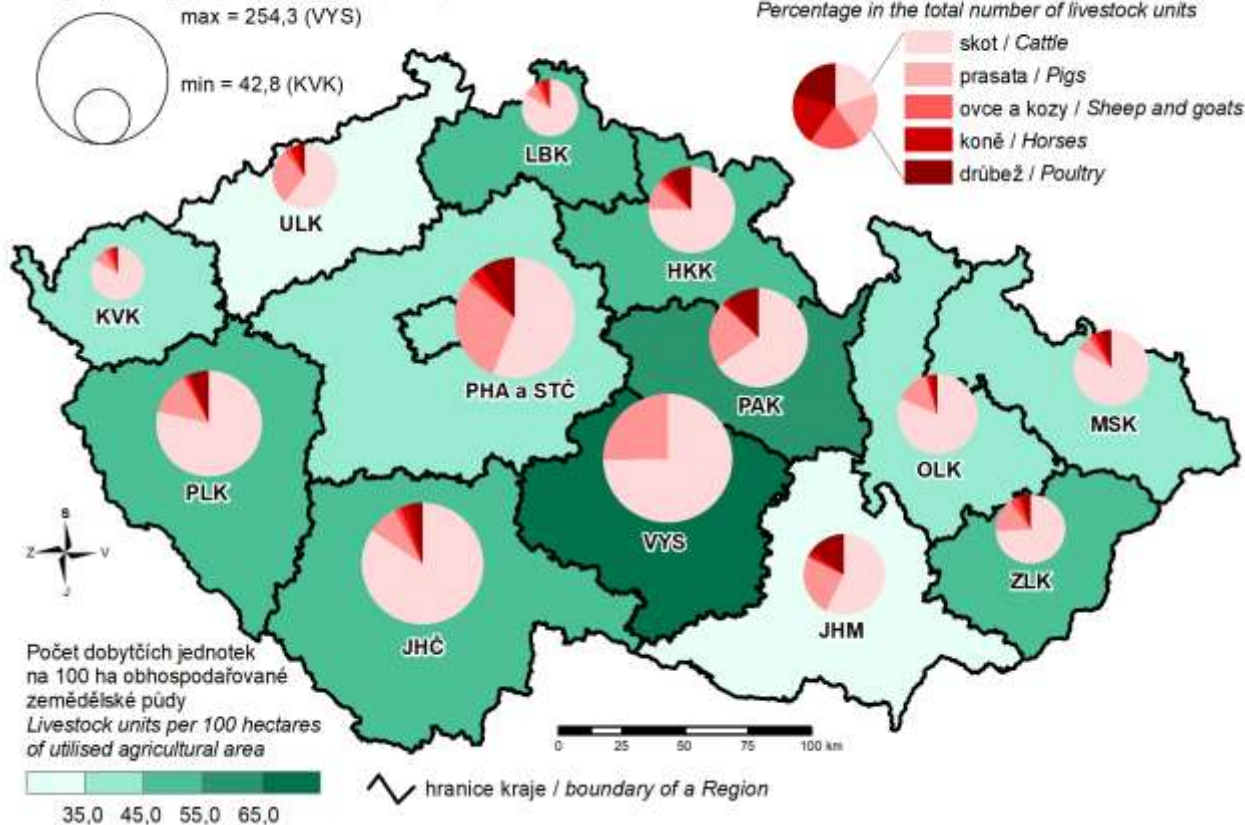 max = 254,3 (VYS)
min = 42,8 (KVK)
Percentage in the total number of livestock units
skot / Cattle
prasata / Pigs
ovce a kozy / Sheep and goats
koně / Horses
drůbež / Poultry
LBK
ULK
HKK
KVK
PHA a STČ
PAK
MSK
OLK
PLK
VYS
ZLK
JHČ
JHM
S
Z
V
J
Počet dobytčích jednotek
na 100 ha obhospodařované
zemědělské půdy
Livestock units per 100 hectares
of utilised agricultural area
35,0 45,0 55,0 65,0
0 25 50 75 100 km
hranice kraje / boundary of a Region